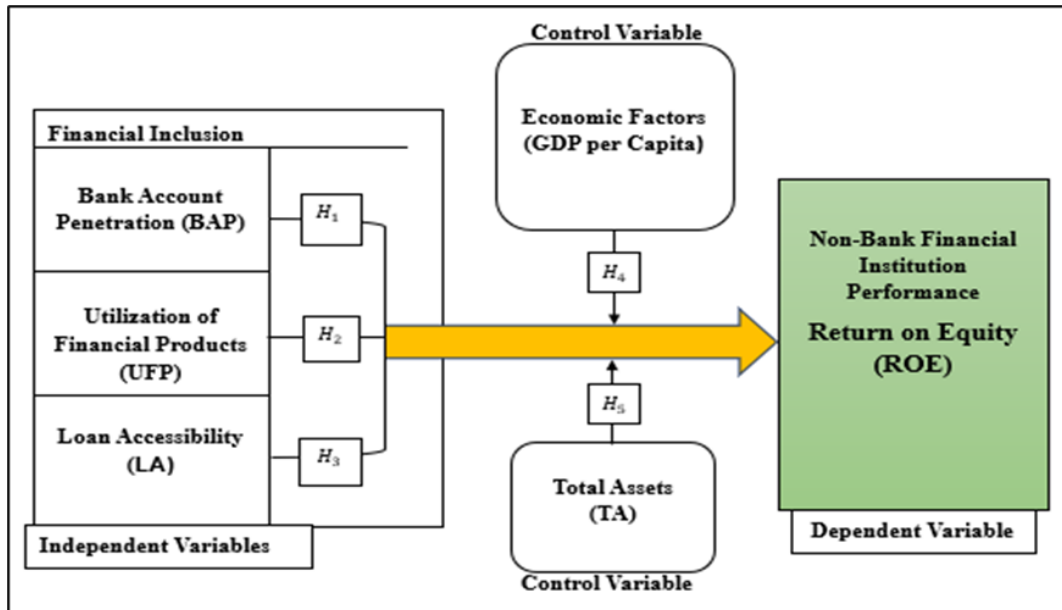 Control Variable
Economic Factors
(GDP per Capita)
Financial Inclusion
Bank Account
Penetration (BAP)
H₁
Utilization of
Financial Products
(UFP)
H₂
Loan Accessibility
(LA)
H₃
Independent Variables
H₄
H₅
Total Assets
(TA)
Control Variable
Non-Bank Financial
Institution
Performance
Return on Equity
(ROE)
Dependent Variable